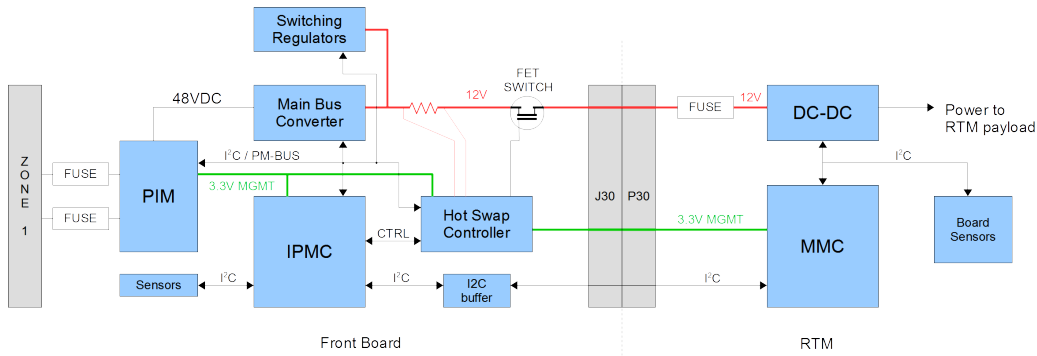 Switching
Regulators
FET
SWITCH
48VDC
Main Bus
Converter
12V
FUSE
12V
DC-DC
Power to
RTM payload
Z
O
N
E
1
FUSE
FUSE
PIM
I²C / PM-BUS
3.3V MGMT
I²C
IPMC
CTRL
Hot Swap
Controller
J30
P30
3.3V MGMT
MMC
Board
Sensors
Sensors
I²C
I²C
I2C
buffer
I²C
Front Board
RTM